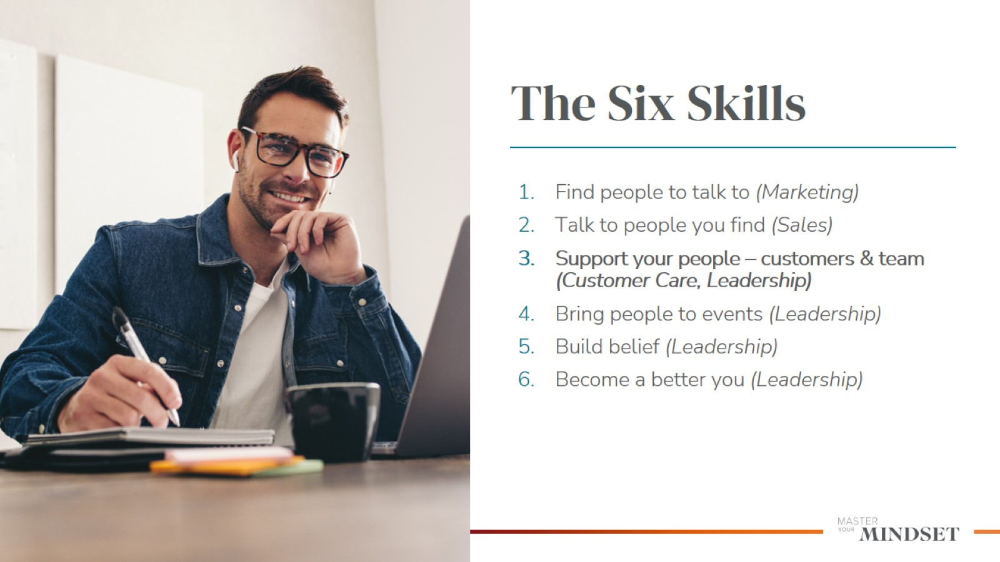 The Six Skills
1. Find people to talk to (Marketing)
2. Talk to people you find (Sales)
3. Support your people – customers & team
(Customer Care, Leadership)
4. Bring people to events (Leadership)
5. Build belief (Leadership)
6. Become a better you (Leadership)
MASTER
YOUR MINDSET